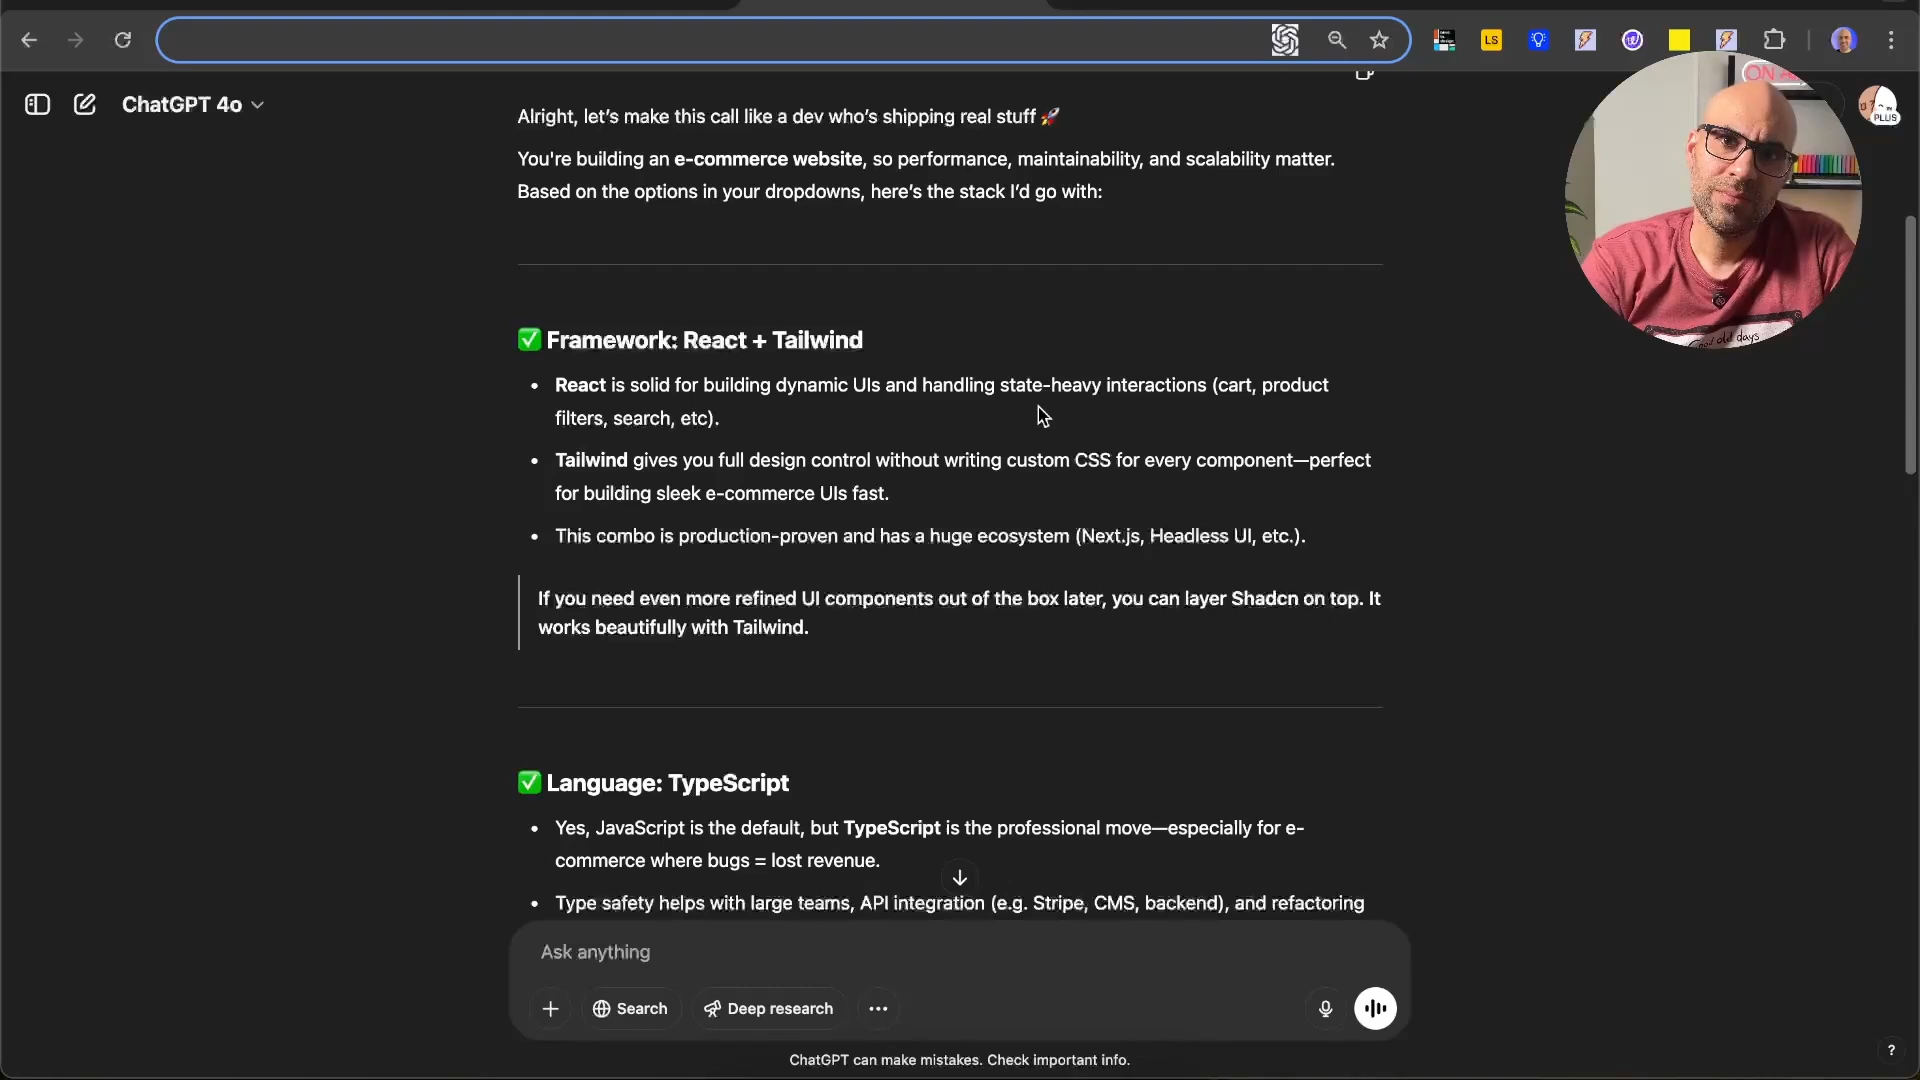 LS
ON
ChatGPT 4o
PLUS
Alright, let's make this call like a dev who's shipping real stuff 🚀
You're building an e-commerce website, so performance, maintainability, and scalability matter.
Based on the options in your dropdowns, here's the stack I'd go with:
✅ Framework: React + Tailwind
• React is solid for building dynamic UIs and handling state-heavy interactions (cart, product
filters, search, etc).
• Tailwind gives you full design control without writing custom CSS for every component—perfect
for building sleek e-commerce UIs fast.
• This combo is production-proven and has a huge ecosystem (Next.js, Headless UI, etc.).
If you need even more refined UI components out of the box later, you can layer Shadcn on top. It
works beautifully with Tailwind.
Good old days
✅ Language: TypeScript
• Yes, JavaScript is the default, but TypeScript is the professional move—especially for e-
commerce where bugs = lost revenue.
• Type safety helps with large teams, API integration (e.g. Stripe, CMS, backend), and refactoring
Ask anything
Search
Deep research
ChatGPT can make mistakes. Check important info.
?